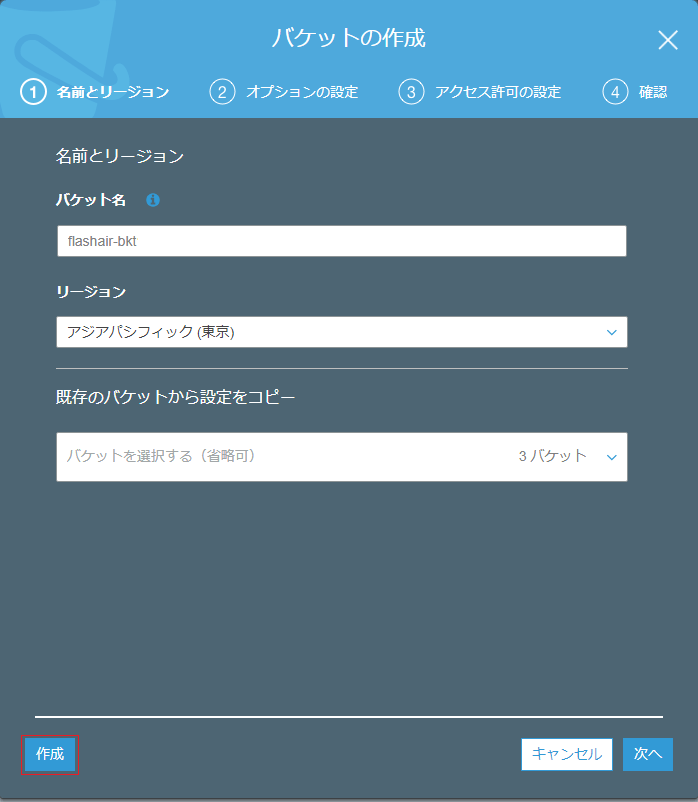 バケットの作成
1 名前とリージョン 2 オプションの設定 3 アクセス許可の設定 4 確認
名前とリージョン
バケット名
flashair-bkt
リージョン
アジアパシフィック (東京)
既存のバケットから設定をコピー
バケットを選択する（省略可） 3 バケット
作成 キャンセル 次へ